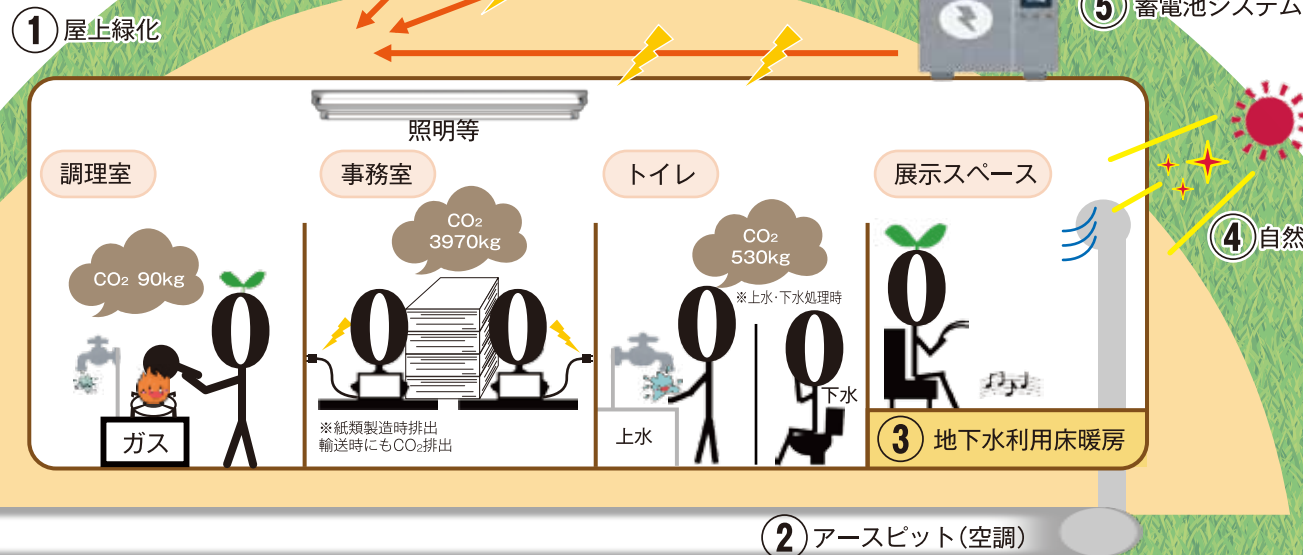 ① 屋上緑化
⑤ 蓄電池システム
照明等
調理室
事務室
トイレ
展示スペース
CO₂ 90kg
CO₂
3970kg
CO₂
530kg
※上水・下水処理時
④ 自然
ガス
※紙類製造時排出
輸送時にもCO₂排出
上水
下水
③ 地下水利用床暖房
② アースピット(空調)